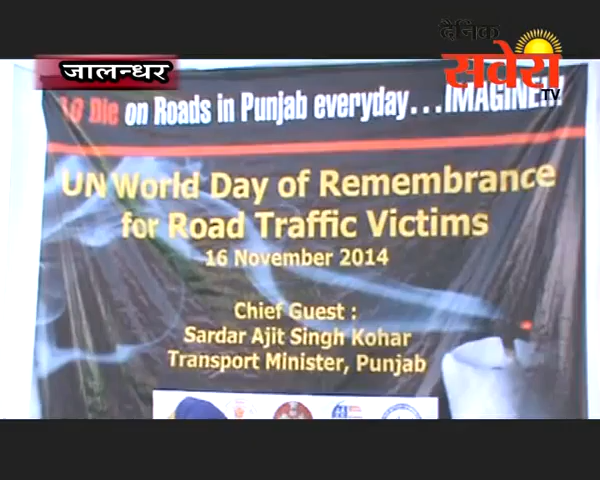 दैनिक
सवेरा
TV
जालन्धर
10 Die on Roads in Punjab everyday...IMAGINE!!!
UN World Day of Remembrance
for Road Traffic Victims
16 November 2014
Chief Guest :
Sardar Ajit Singh Kohar
Transport Minister, Punjab